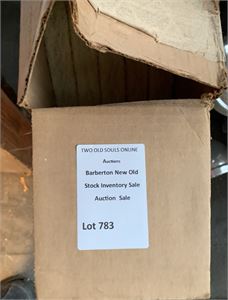 TWO OLD SOULS ONLINE
Auctions
Barberton New Old
Stock Inventory Sale
Auction Sale
Lot 783